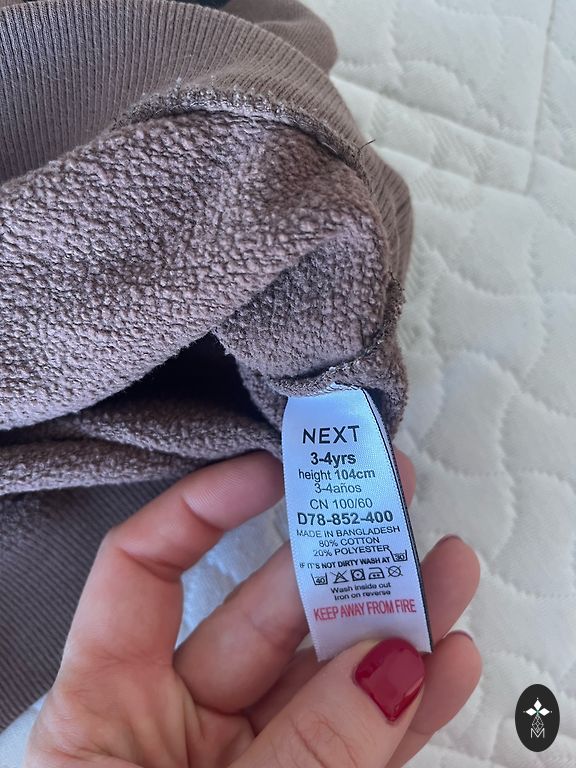 NEXT
3-4yrs
height 104cm
3-4años
CN 100/60
D78-852-400
MADE IN BANGLADESH
80% COTTON
20% POLYESTER
IF IT'S NOT DIRTY WASH AT 30
40
Wash inside out
Iron on reverse
KEEP AWAY FROM FIRE
M